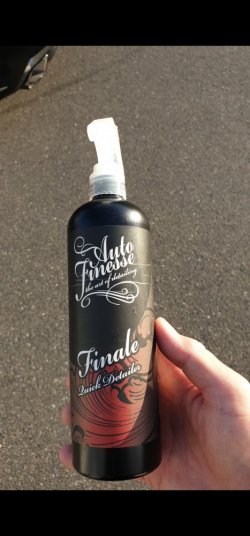 Auto
Finesse
the art of detailing
Finale
Quick Detailer